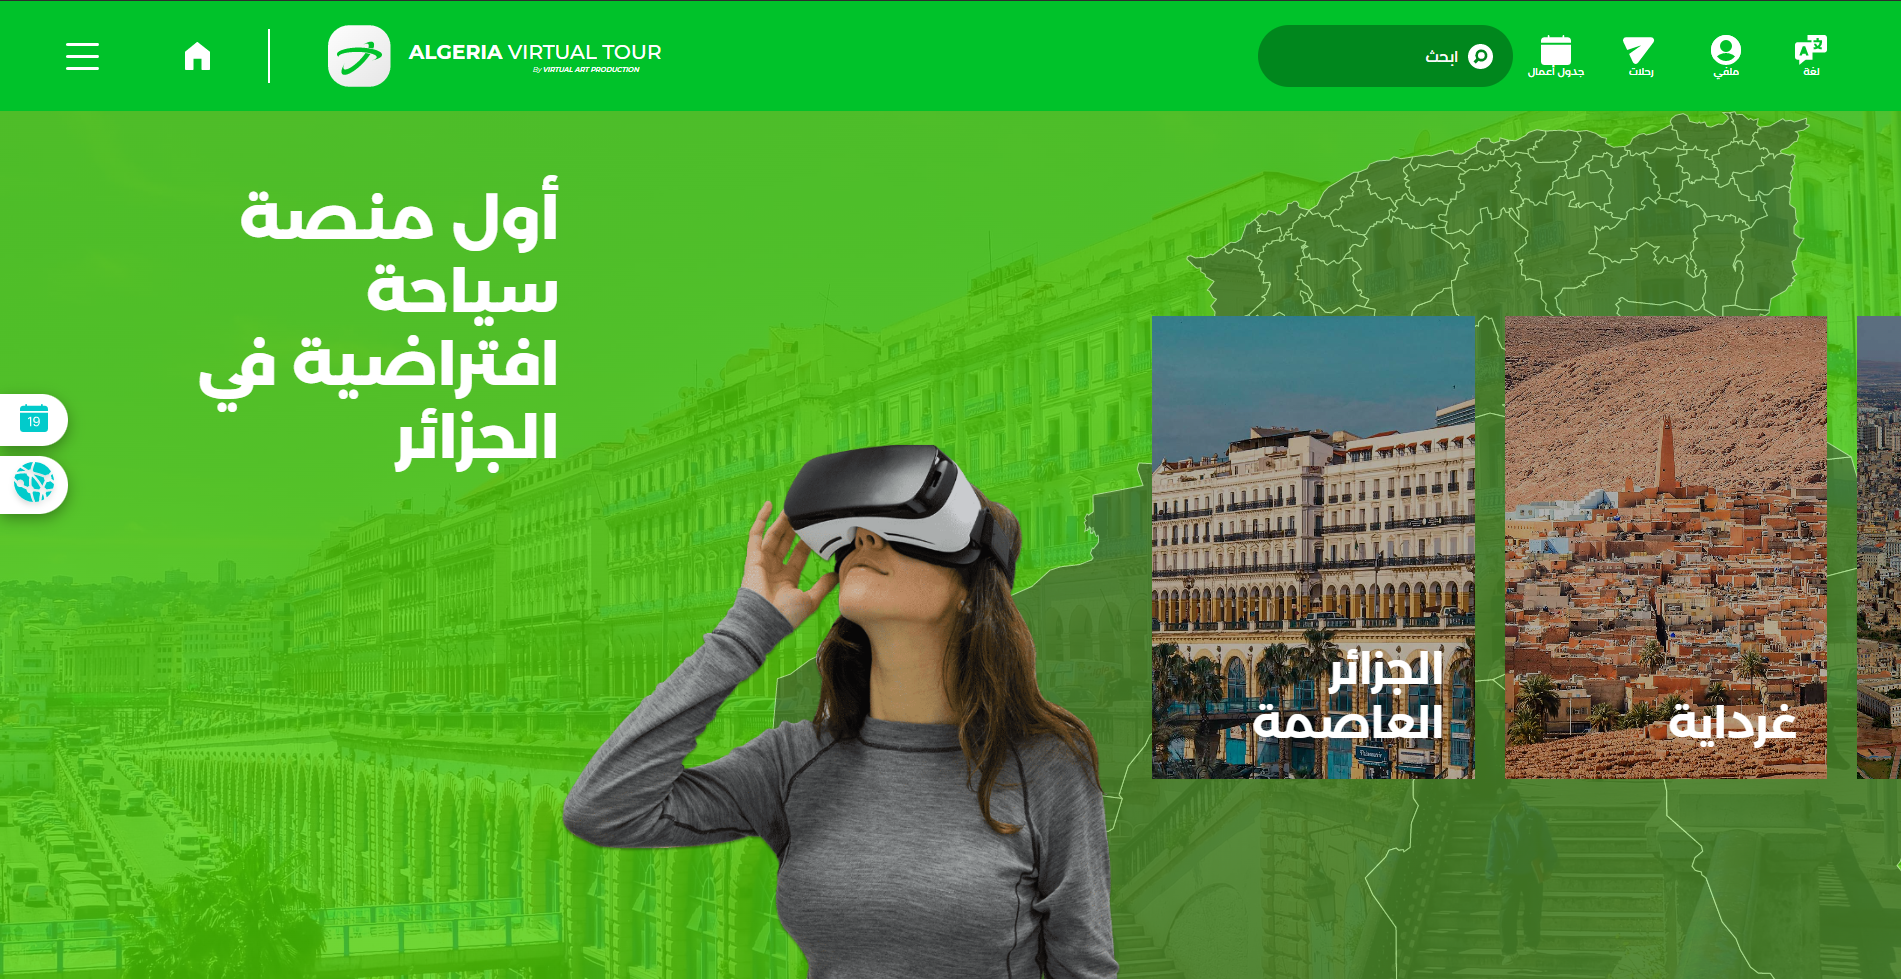 ALGERIA VIRTUAL TOUR
By VIRTUAL ART PRODUCTION
ابحث
جدول أعمال
رحلات
ملفي
لغة
أول منصة
سياحة
افتراضية في
الجزائر
19
الجزائر
العاصمة
غرداية